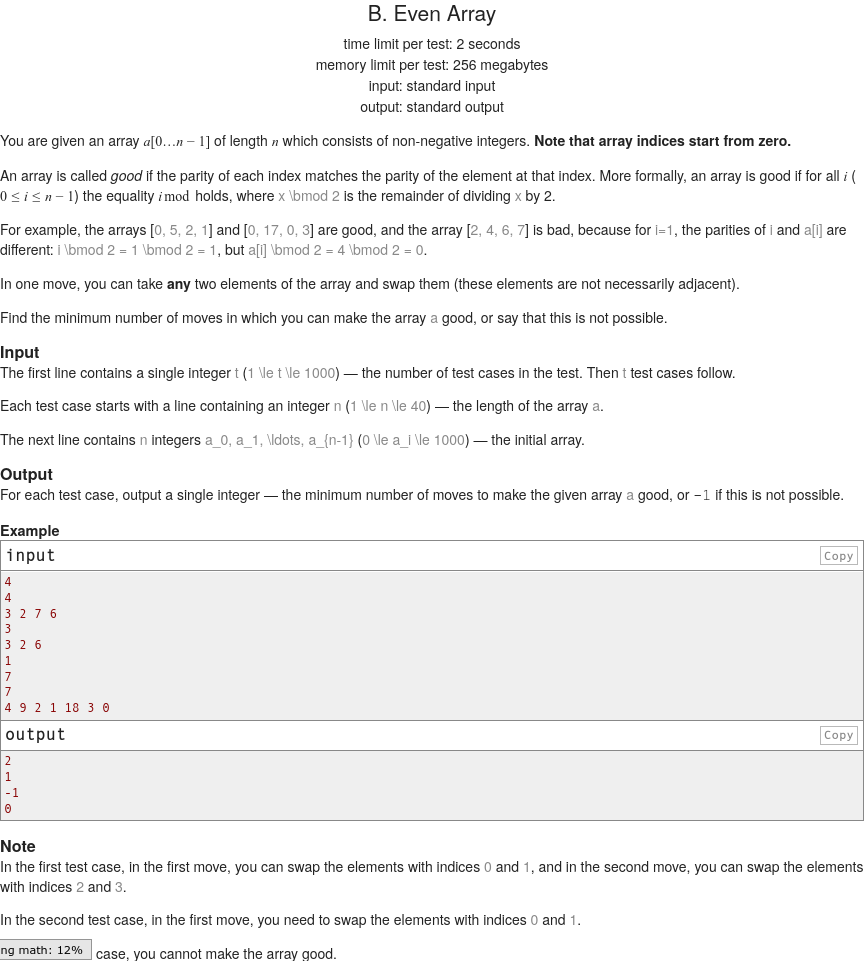 B. Even Array
time limit per test: 2 seconds
memory limit per test: 256 megabytes
input: standard input
output: standard output
You are given an array a[0…n − 1] of length n which consists of non-negative integers. Note that array indices start from zero.
An array is called good if the parity of each index matches the parity of the element at that index. More formally, an array is good if for all i (
0 ≤ i ≤ n − 1) the equality i mod holds, where x \bmod 2 is the remainder of dividing x by 2.
For example, the arrays [0, 5, 2, 1] and [0, 17, 0, 3] are good, and the array [2, 4, 6, 7] is bad, because for i=1, the parities of i and a[i] are
different: i \bmod 2 = 1 \bmod 2 = 1, but a[i] \bmod 2 = 4 \bmod 2 = 0.
In one move, you can take any two elements of the array and swap them (these elements are not necessarily adjacent).
Find the minimum number of moves in which you can make the array a good, or say that this is not possible.
Input
The first line contains a single integer t (1 \le t \le 1000) — the number of test cases in the test. Then t test cases follow.
Each test case starts with a line containing an integer n (1 \le n \le 40) — the length of the array a.
The next line contains n integers a_0, a_1, \ldots, a_{n-1} (0 \le a_i \le 1000) — the initial array.
Output
For each test case, output a single integer — the minimum number of moves to make the given array a good, or −1 if this is not possible.
Example
input
Copy
4
4
3 2 7 6
3
3 2 6
1
7
7
4 9 2 1 18 3 0
output
Copy
2
1
-1
0
Note
In the first test case, in the first move, you can swap the elements with indices 0 and 1, and in the second move, you can swap the elements
with indices 2 and 3.
In the second test case, in the first move, you need to swap the elements with indices 0 and 1.
ng math: 12% case, you cannot make the array good.